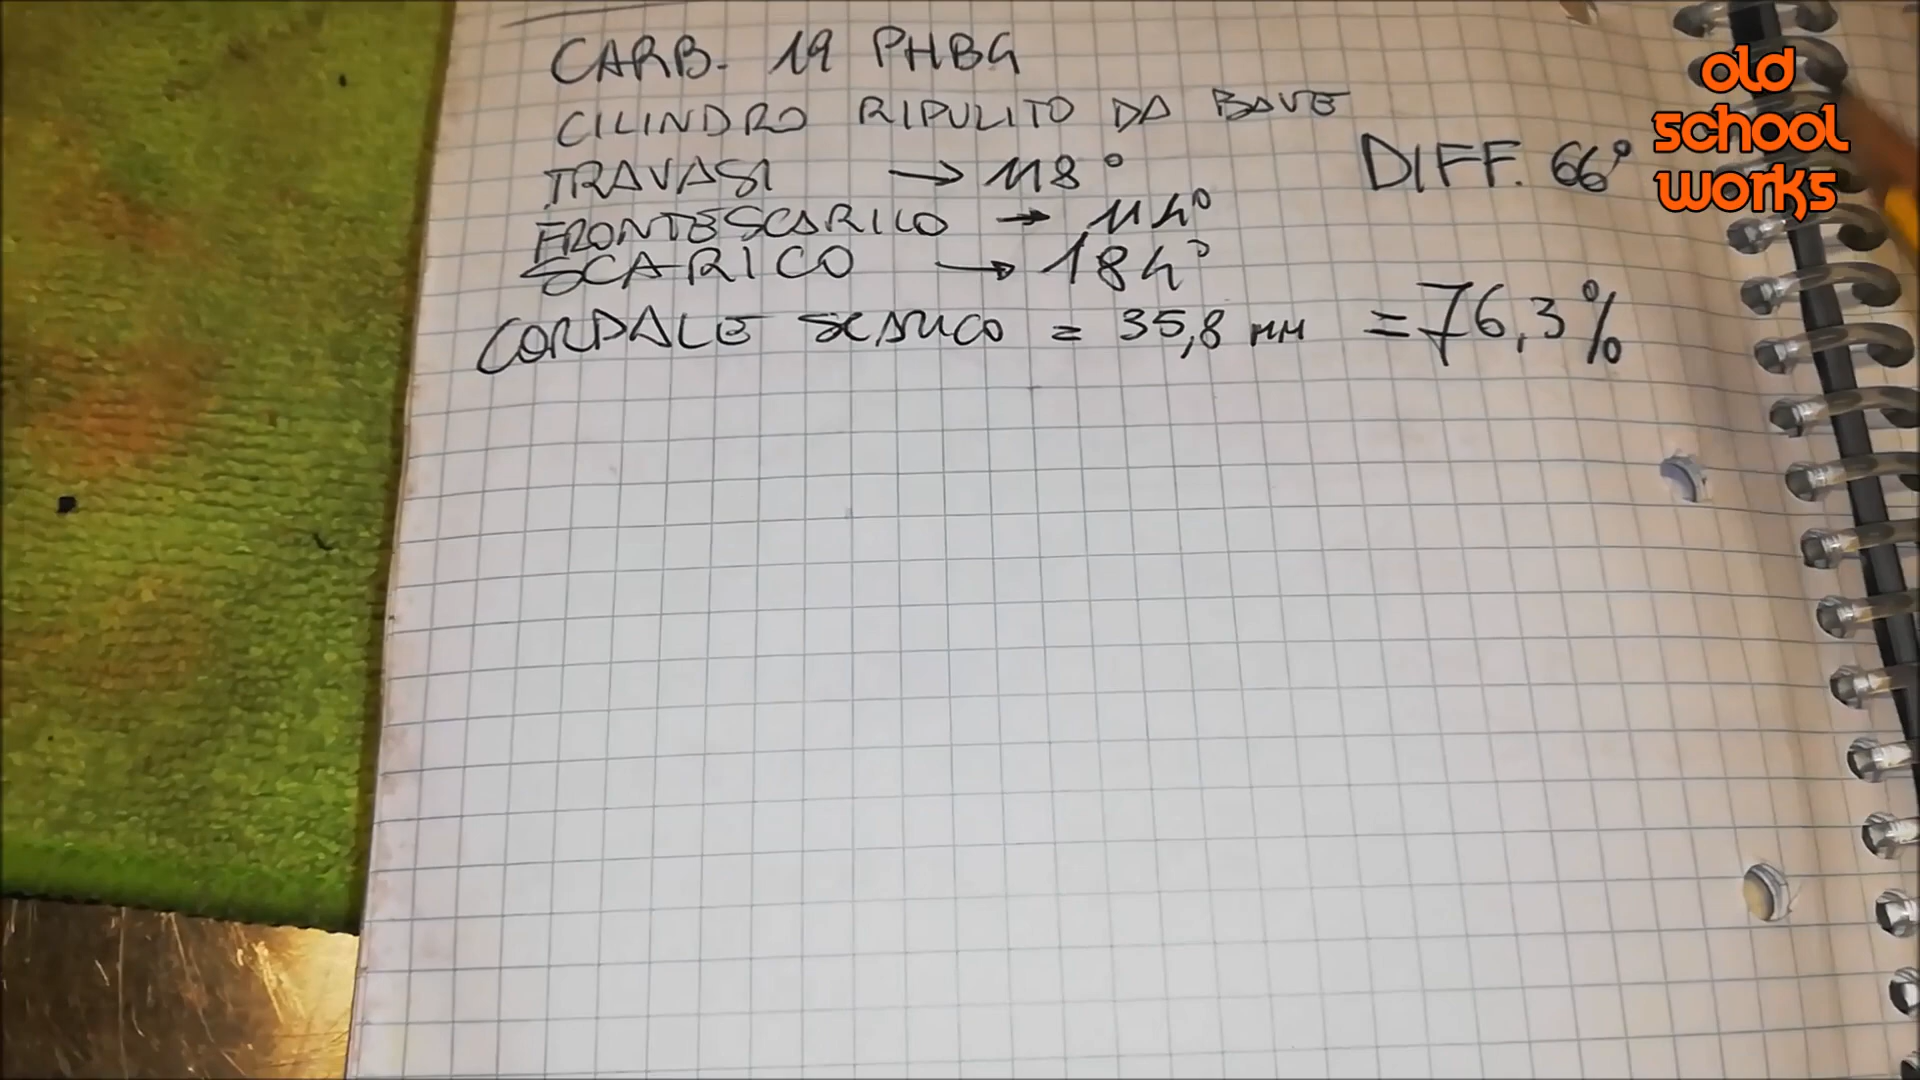 CARB. 19 PHBG
CILINDRO RIPULITO DA BAVE
TRAVASI → 118°
DIFF. 66°
FRONTESCARICO → 114°
SCARICO → 184°
CORDALE SCARICO = 35,8 mm = 76,3%
old
school
works